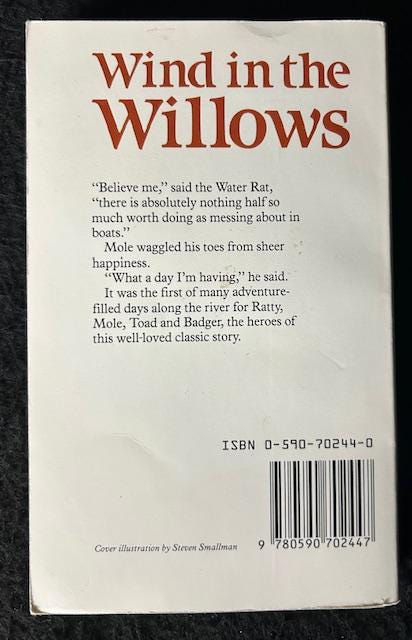 Wind in the
Willows
“Believe me,” said the Water Rat,
“there is absolutely nothing half so
much worth doing as messing about in
boats.”
Mole waggled his toes from sheer
happiness.
“What a day I’m having,” he said.
It was the first of many adventure-
filled days along the river for Ratty,
Mole, Toad and Badger, the heroes of
this well-loved classic story.
ISBN 0-590-70244-0
Cover illustration by Steven Smallman
9 780590 702447